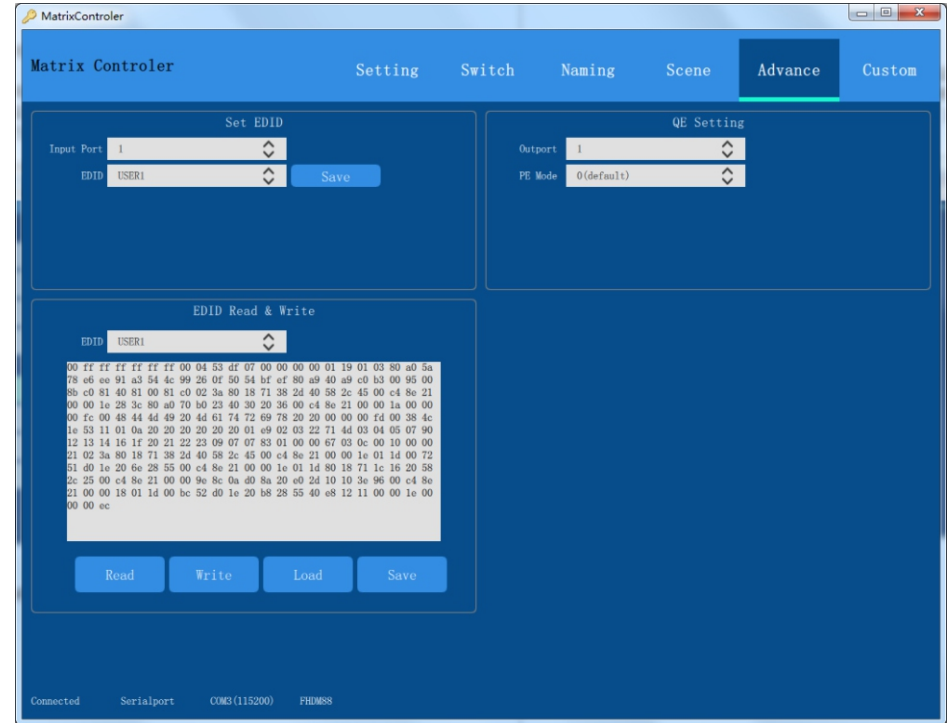 MatrixControler
Matrix Controler
Setting Switch Naming Scene Advance Custom
Set EDID
Input Port 1
EDID USER1 Save
QE Setting
Outport 1
PE Mode 0(default)
EDID Read & Write
EDID USER1
00 ff ff ff ff ff ff 00 04 53 df 07 00 00 00 00 01 19 01 03 80 a0 5a
78 e6 ee 91 a3 54 4c 99 26 0f 50 54 bf ef 80 a9 40 a9 c0 b3 00 95 00
8b c0 81 40 81 00 81 c0 02 3a 80 18 71 38 2d 40 58 2c 45 00 c4 8e 21
00 00 1e 28 3c 80 a0 70 b0 23 40 30 20 36 00 c4 8e 21 00 00 1a 00 00
00 fc 00 48 44 4d 49 20 4d 61 74 72 69 78 20 20 00 00 00 fd 00 38 4c
1e 53 11 01 0a 20 20 20 20 20 20 01 e9 02 03 22 71 4d 03 04 05 07 90
12 13 14 16 1f 20 21 22 23 09 07 07 83 01 00 00 67 03 0c 00 10 00 00
21 02 3a 80 18 71 38 2d 40 58 2c 45 00 c4 8e 21 00 00 1e 01 1d 00 72
51 d0 1e 20 6e 28 55 00 c4 8e 21 00 00 1e 01 1d 80 18 71 1c 16 20 58
2c 25 00 c4 8e 21 00 00 9e 8c 0a d0 8a 20 e0 2d 10 10 3e 96 00 c4 8e
21 00 00 18 01 1d 00 bc 52 d0 1e 20 b8 28 55 40 e8 12 11 00 00 1e 00
00 00 ec
Read Write Load Save
Connected Serialport COM3(115200) FHDM88